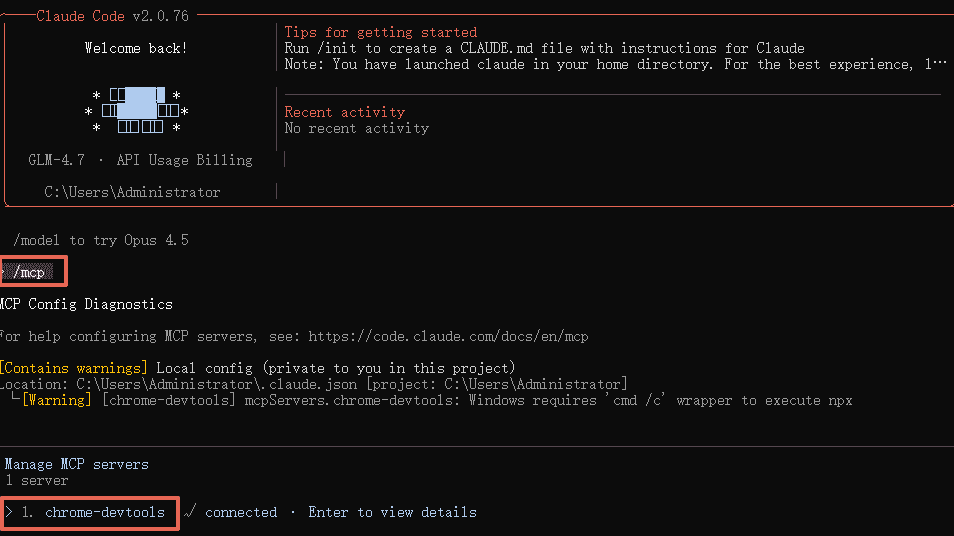 Claude Code v2.0.76
Welcome back!
Tips for getting started
Run /init to create a CLAUDE.md file with instructions for Claude
Note: You have launched claude in your home directory. For the best experience, l…
Recent activity
No recent activity
GLM-4.7 · API Usage Billing
C:\Users\Administrator
/model to try Opus 4.5
> /mcp
MCP Config Diagnostics
For help configuring MCP servers, see: https://code.claude.com/docs/en/mcp
[Contains warnings] Local config (private to you in this project)
Location: C:\Users\Administrator\.claude.json [project: C:\Users\Administrator]
└[Warning] [chrome-devtools] mcpServers.chrome-devtools: Windows requires 'cmd /c' wrapper to execute npx
Manage MCP servers
1 server
> 1. chrome-devtools √ connected · Enter to view details